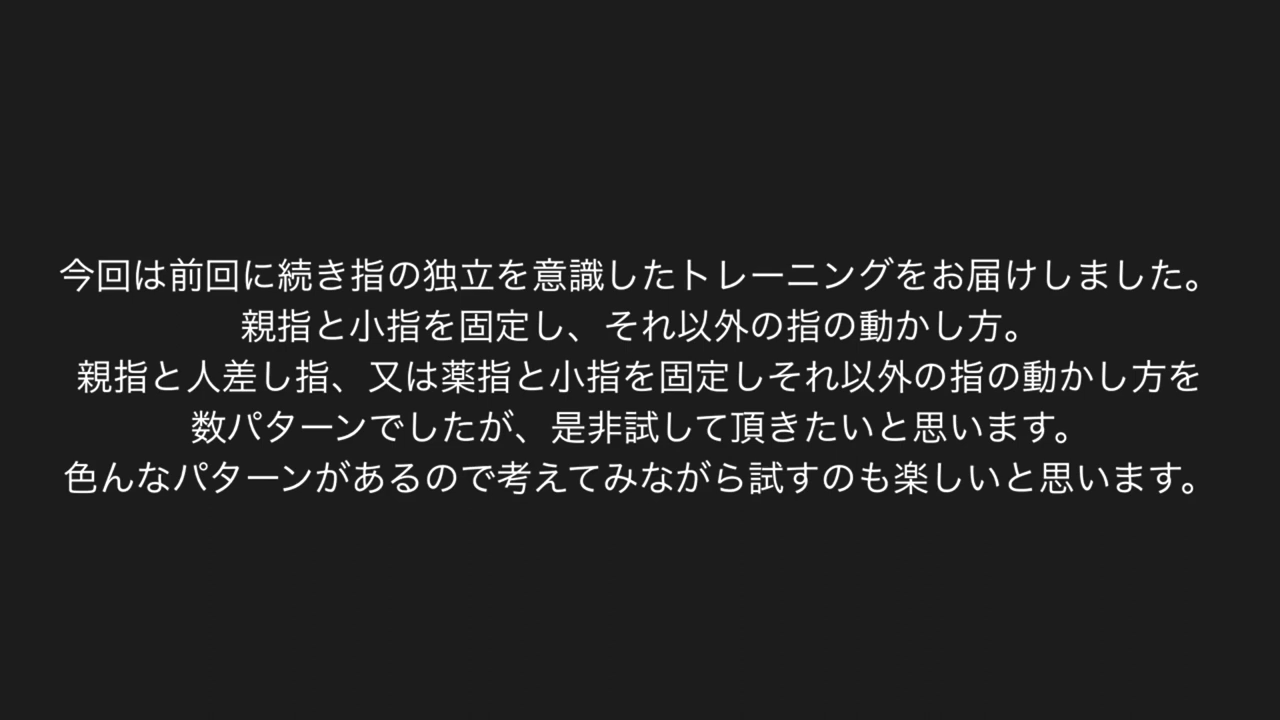 今回は前回に続き指の独立を意識したトレーニングをお届けしました。
親指と小指を固定し、それ以外の指の動かし方。
親指と人差し指、又は薬指と小指を固定しそれ以外の指の動かし方を
数パターンでしたが、是非試して頂きたいと思います。
色んなパターンがあるので考えてみながら試すのも楽しいと思います。